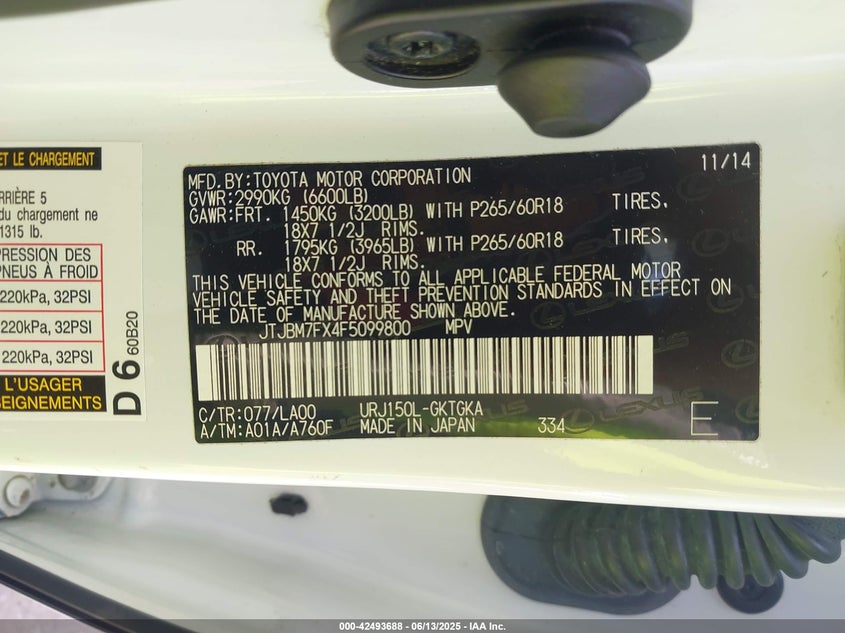 ET LE CHARGEMENT
RRIÈRE 5
du chargement ne
1315 lb.
PRESSION DES
PNEUS À FROID
220kPa, 32PSI
220kPa, 32PSI
220kPa, 32PSI
L'USAGER
SEIGNEMENTS
D 6 60B20
11/14
MFD.BY:TOYOTA MOTOR CORPORATION
GVWR:2990KG (6600LB)
GAWR:FRT. 1450KG (3200LB) WITH P265/60R18 TIRES,
18X7 1/2J RIMS.
RR. 1795KG (3965LB) WITH P265/60R18 TIRES,
18X7 1/2J RIMS.
THIS VEHICLE CONFORMS TO ALL APPLICABLE FEDERAL MOTOR
VEHICLE SAFETY AND THEFT PREVENTION STANDARDS IN EFFECT ON
THE DATE OF MANUFACTURE SHOWN ABOVE.
JTJBM7FX4F5099800 MPV
C/TR:077/LA00 URJ150L-GKTGKA
A/TM:A01A/A760F MADE IN JAPAN 334 E
LEXUS
000-42493688 - 06/13/2025 - IAA Inc.